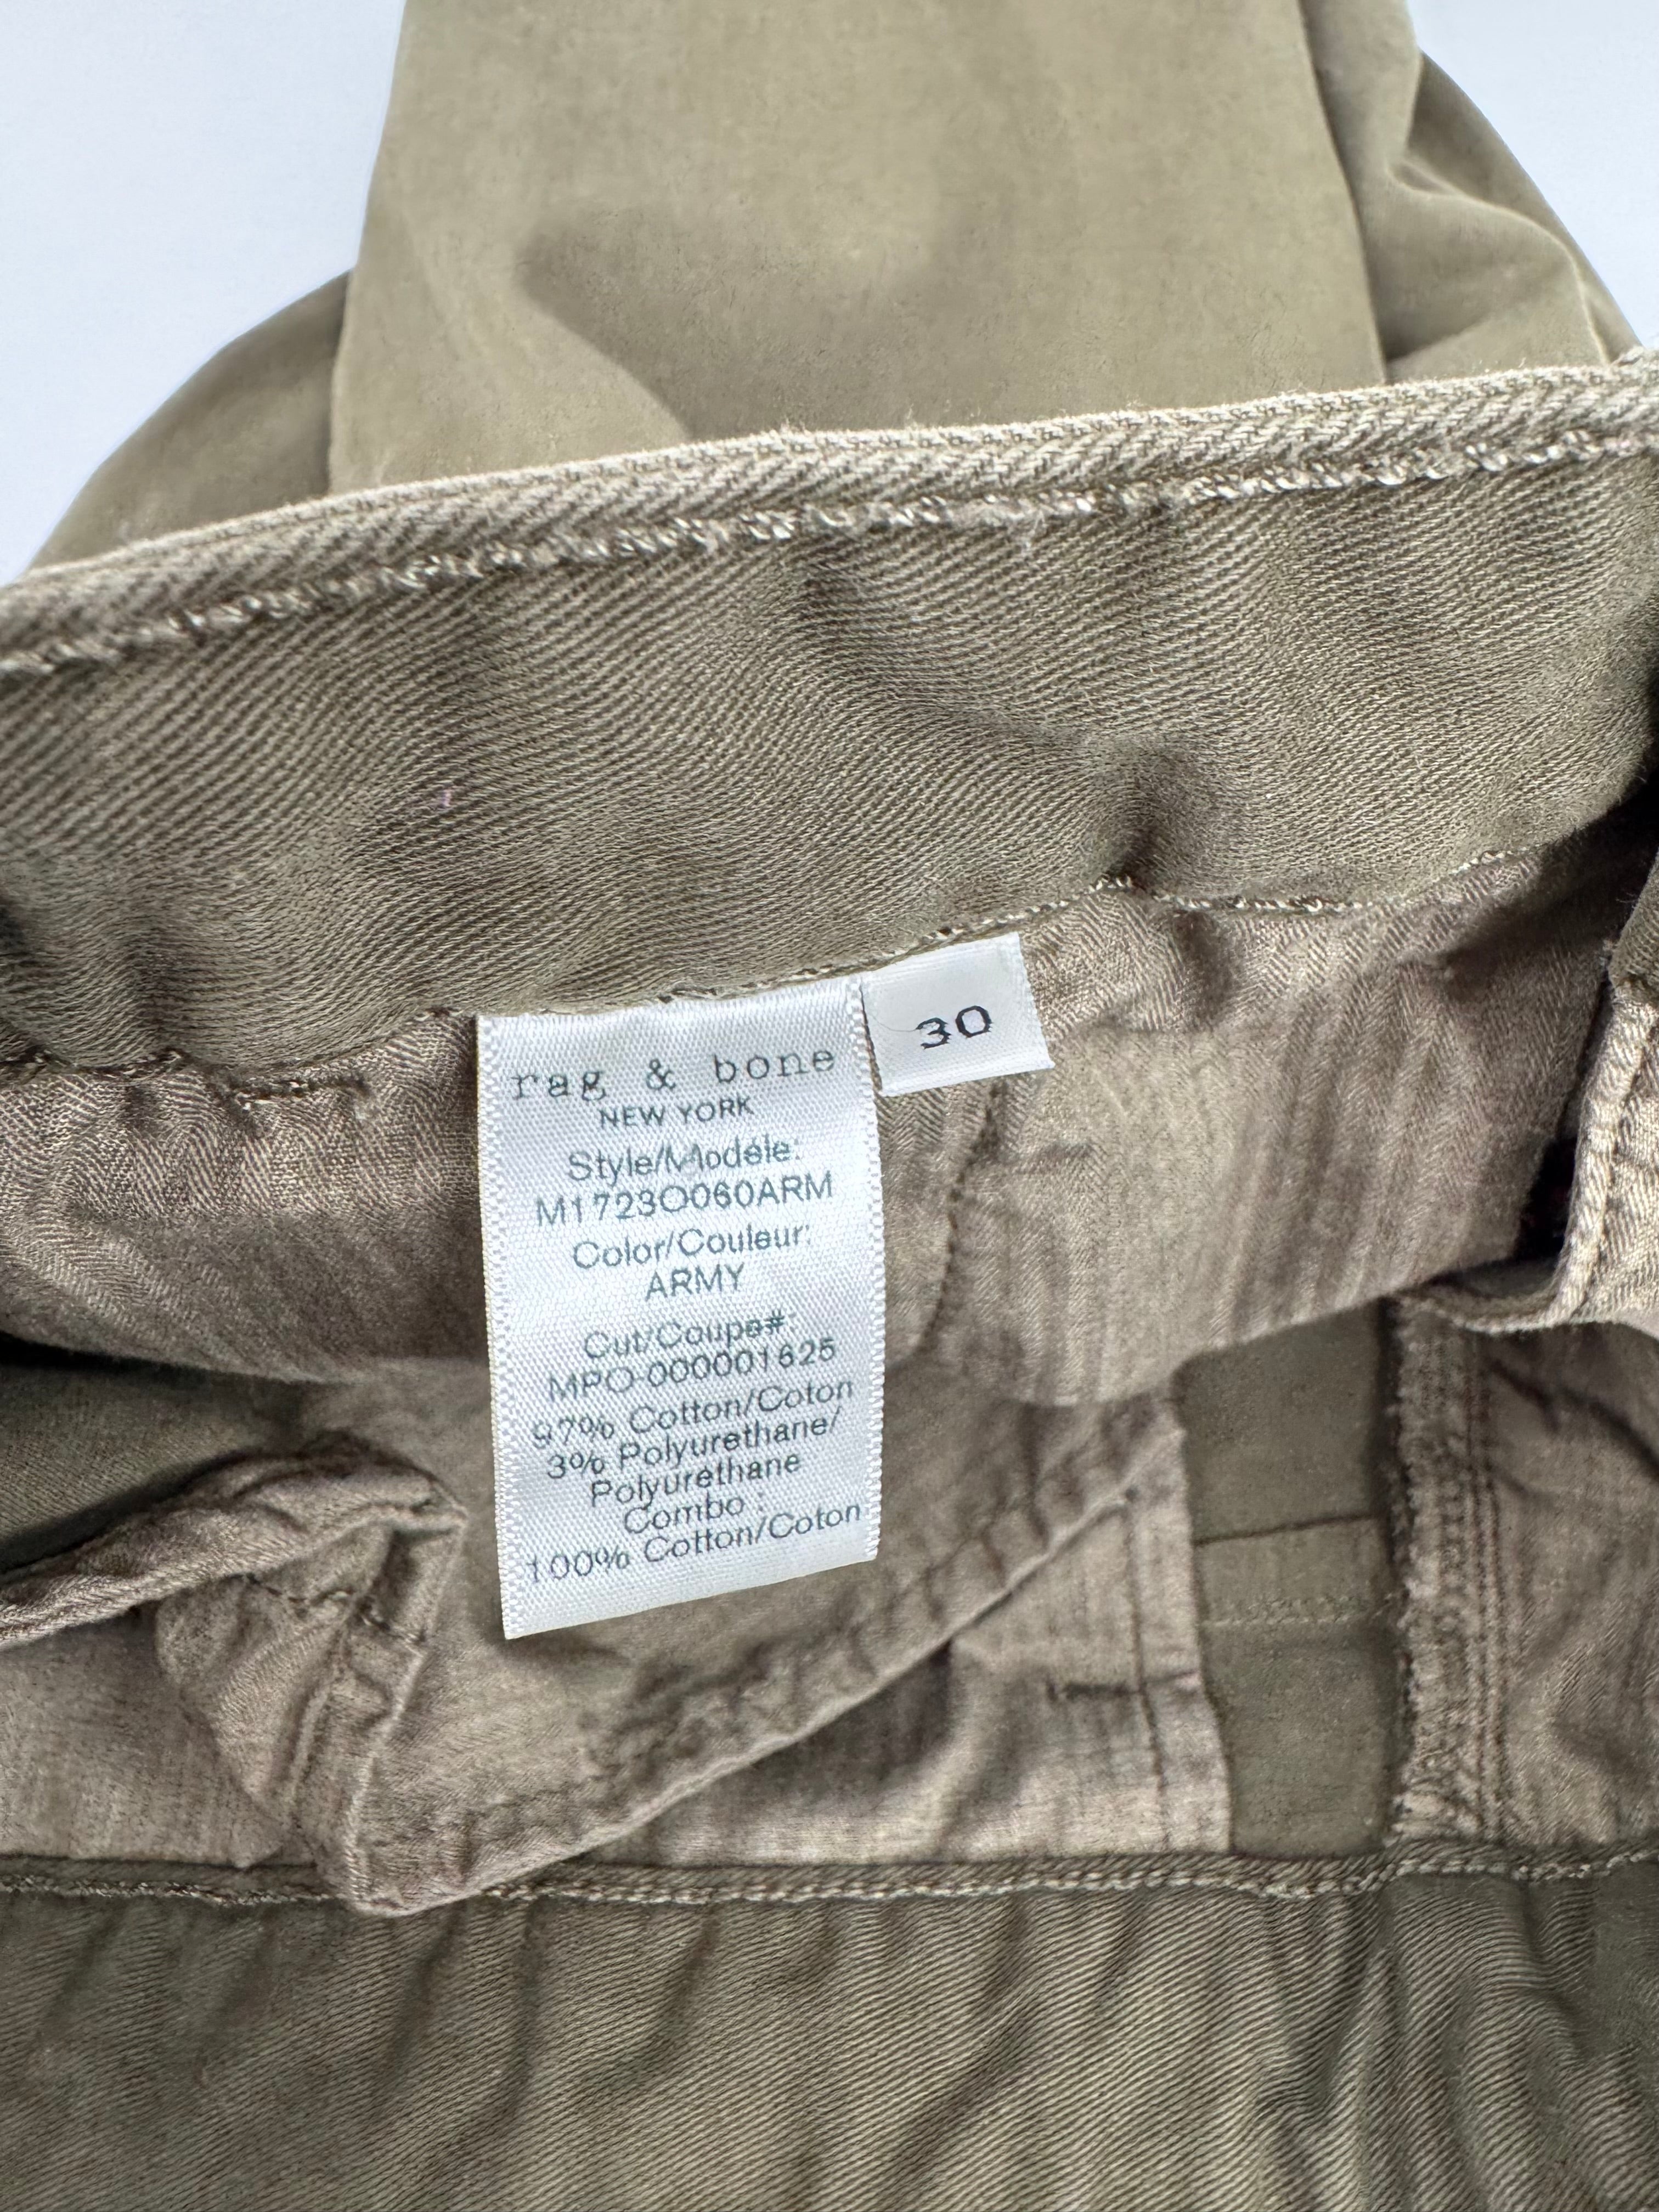 rag & bone
NEW YORK
Style/Modéle:
M1723O060ARM
Color/Couleur:
ARMY
Cut/Coupe#:
MPO-000001625
97% Cotton/Coton
3% Polyurethane/
Polyurethane
Combo :
100% Cotton/Coton
30